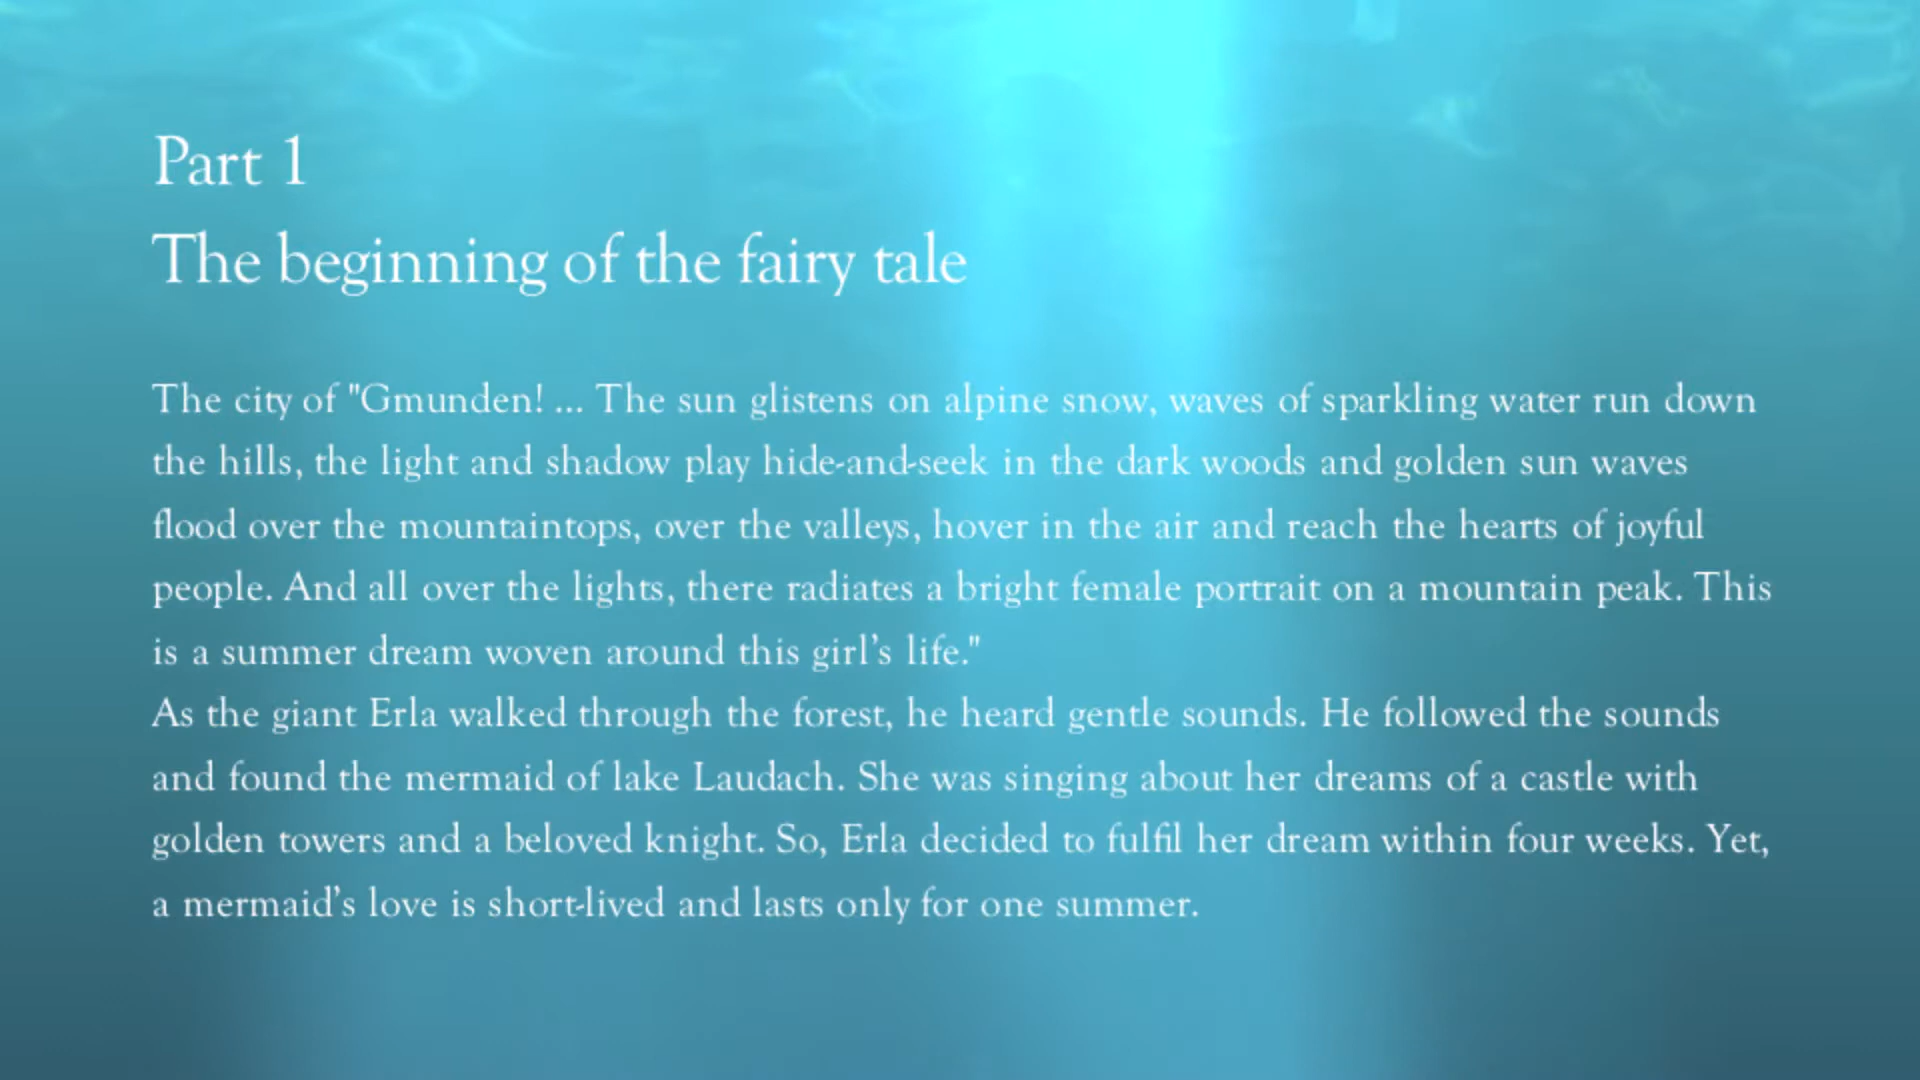 Part 1
The beginning of the fairy tale
The city of "Gmunden! ... The sun glistens on alpine snow, waves of sparkling water run down
the hills, the light and shadow play hide-and-seek in the dark woods and golden sun waves
flood over the mountaintops, over the valleys, hover in the air and reach the hearts of joyful
people. And all over the lights, there radiates a bright female portrait on a mountain peak. This
is a summer dream woven around this girl’s life."
As the giant Erla walked through the forest, he heard gentle sounds. He followed the sounds
and found the mermaid of lake Laudach. She was singing about her dreams of a castle with
golden towers and a beloved knight. So, Erla decided to fulfil her dream within four weeks. Yet,
a mermaid’s love is short-lived and lasts only for one summer.